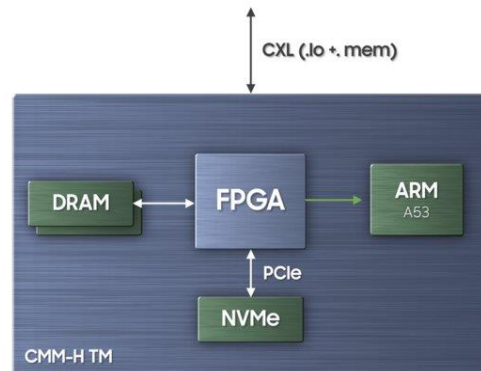 CXL (.Io +. mem)
DRAM
FPGA
ARM
A53
PCIe
NVMe
CMM-H TM